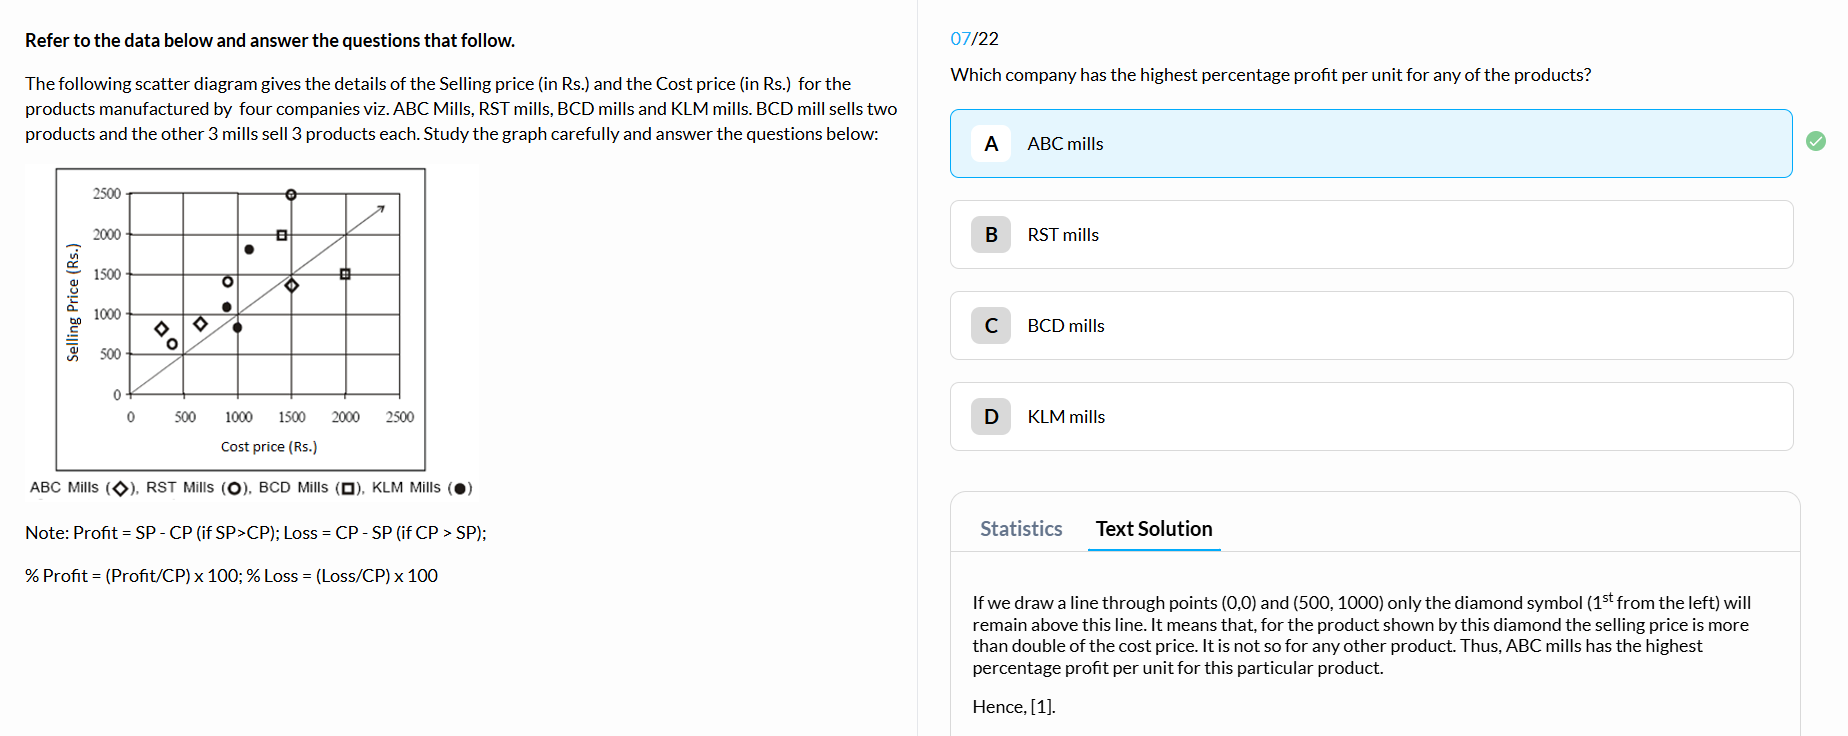 Refer to the data below and answer the questions that follow.
The following scatter diagram gives the details of the Selling price (in Rs.) and the Cost price (in Rs.) for the
products manufactured by four companies viz. ABC Mills, RST mills, BCD mills and KLM mills. BCD mill sells two
products and the other 3 mills sell 3 products each. Study the graph carefully and answer the questions below:
Selling Price (Rs.)
2500
2000
1500
1000
500
0
0 500 1000 1500 2000 2500
Cost price (Rs.)
ABC Mills (◇), RST Mills (○), BCD Mills (□), KLM Mills (●)
Note: Profit = SP - CP (if SP>CP); Loss = CP - SP (if CP > SP);
% Profit = (Profit/CP) x 100; % Loss = (Loss/CP) x 100
07/22
Which company has the highest percentage profit per unit for any of the products?
A ABC mills
B RST mills
C BCD mills
D KLM mills
Statistics Text Solution
If we draw a line through points (0,0) and (500, 1000) only the diamond symbol (1st from the left) will
remain above this line. It means that, for the product shown by this diamond the selling price is more
than double of the cost price. It is not so for any other product. Thus, ABC mills has the highest
percentage profit per unit for this particular product.
Hence, [1].